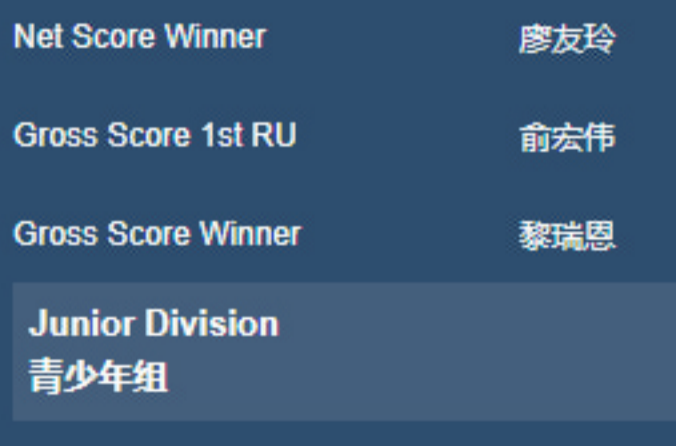 Net Score Winner 廖友玲
Gross Score 1st RU 俞宏伟
Gross Score Winner 黎瑞恩
Junior Division
青少年组